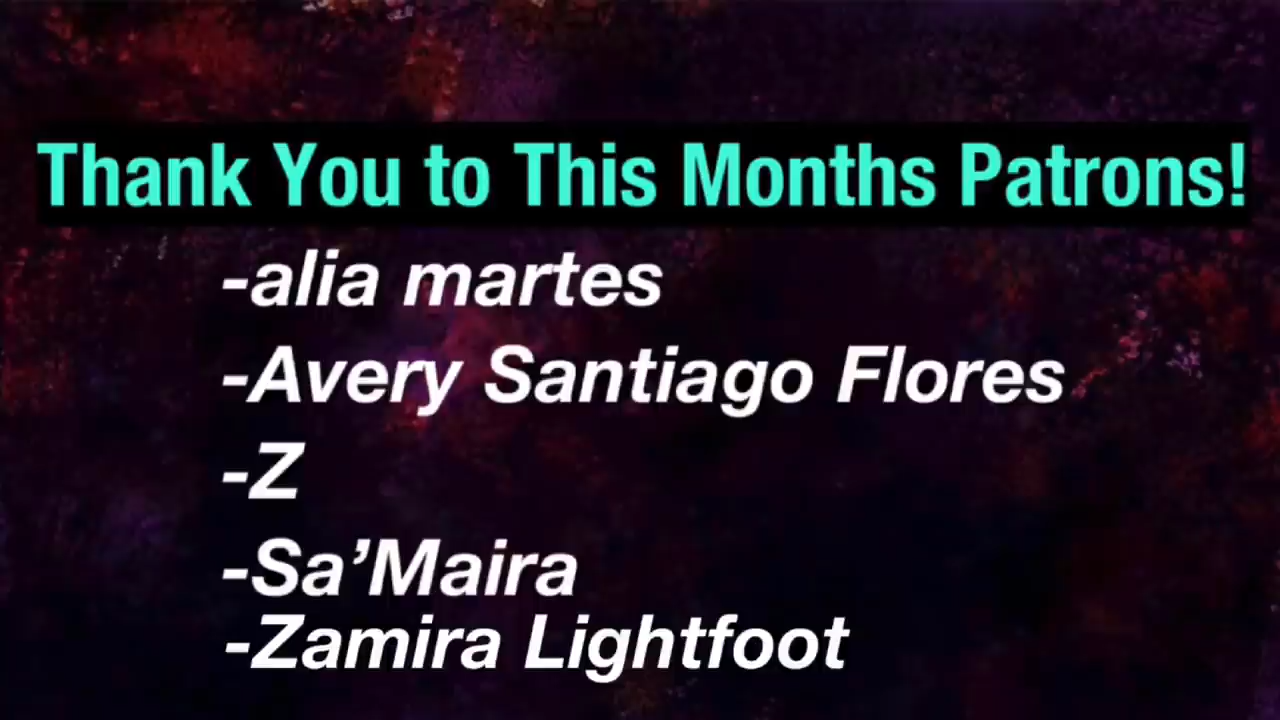 Thank You to This Months Patrons!
-alia martes
-Avery Santiago Flores
-Z
-Sa’Maira
-Zamira Lightfoot